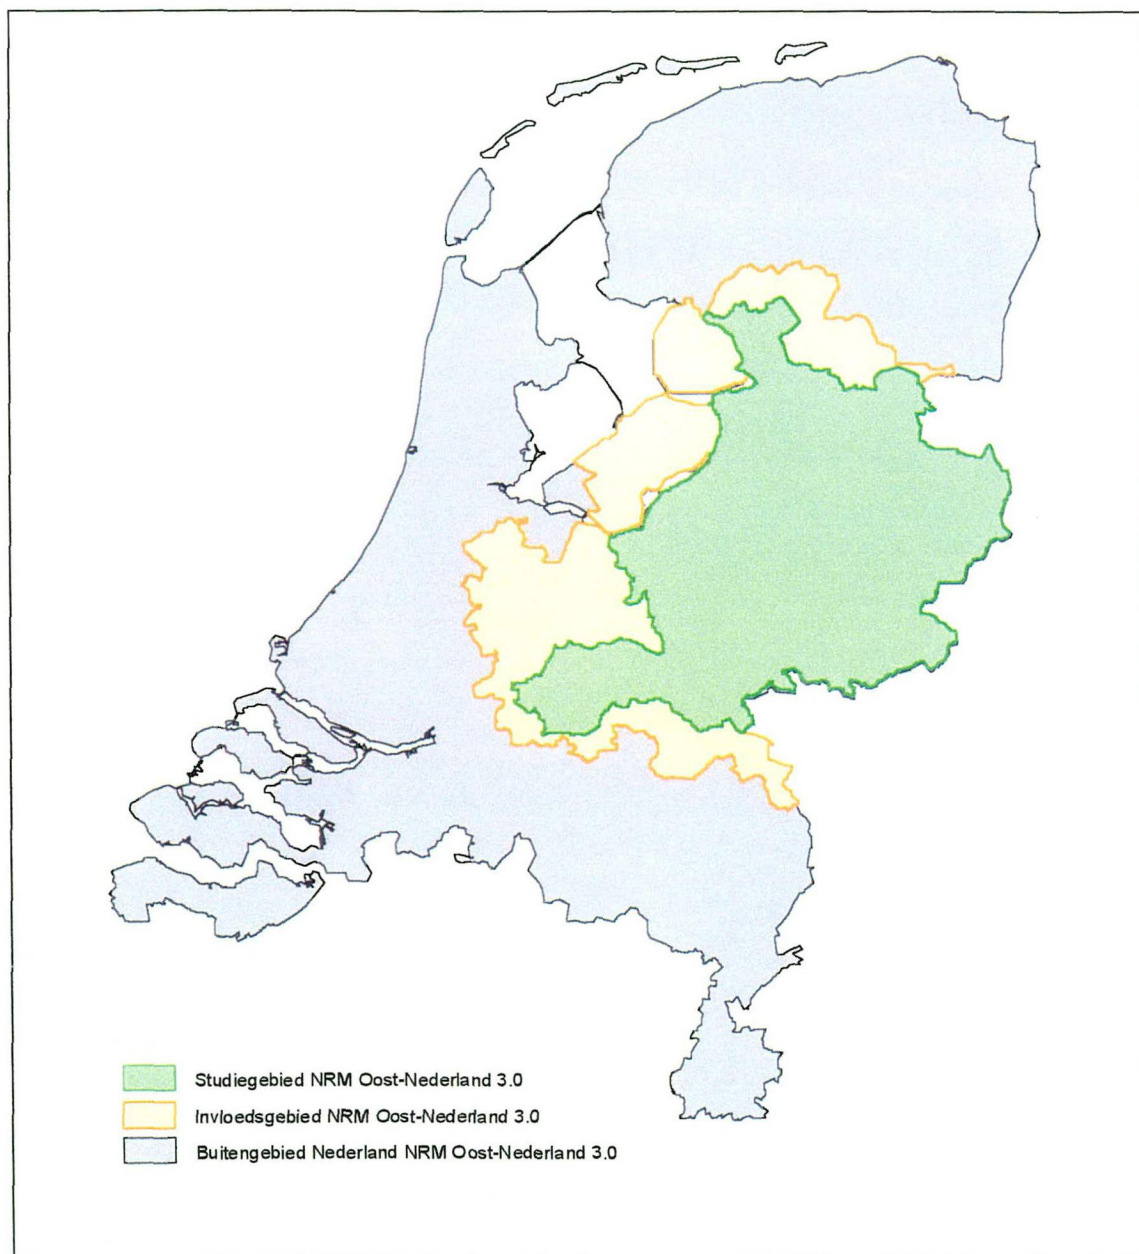 Studiegebied NRM Oost-Nederland 3.0
Invloedsgebied NRM Oost-Nederland 3.0
Buitengebied Nederland NRM Oost-Nederland 3.0